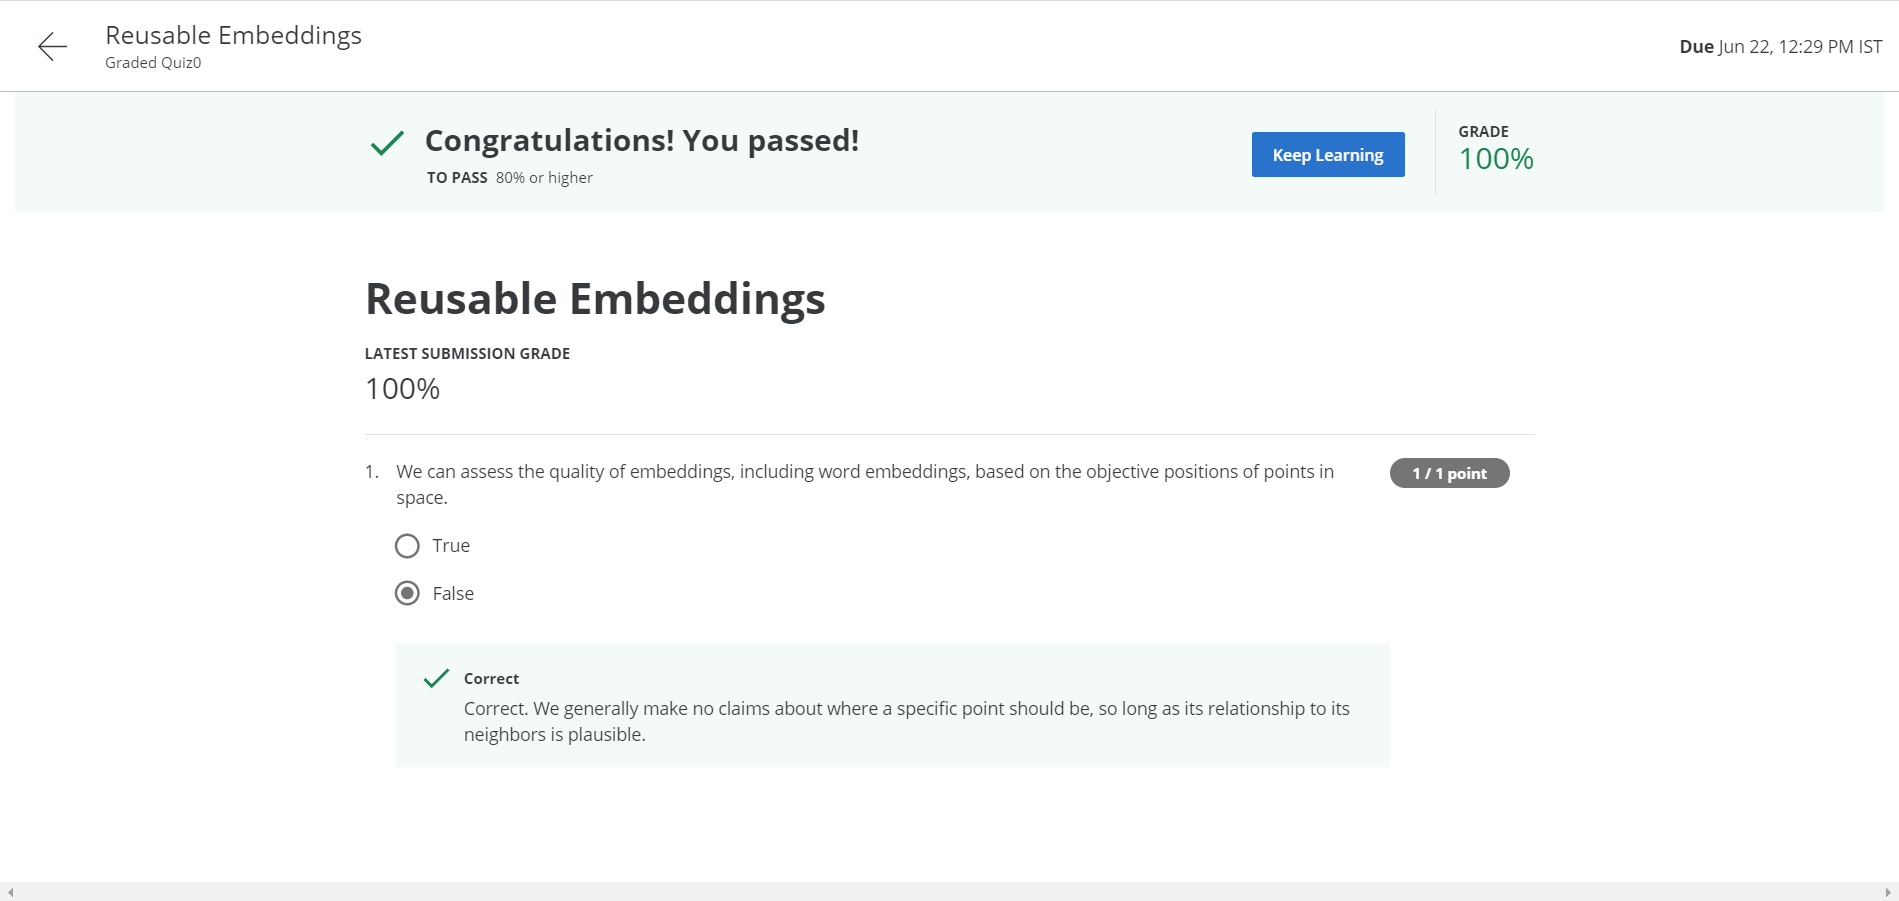 Reusable Embeddings
Graded Quiz0
Due Jun 22, 12:29 PM IST
Congratulations! You passed!
TO PASS 80% or higher
Keep Learning
GRADE
100%
Reusable Embeddings
LATEST SUBMISSION GRADE
100%
1. We can assess the quality of embeddings, including word embeddings, based on the objective positions of points in
space.
1 / 1 point
True
False
Correct
Correct. We generally make no claims about where a specific point should be, so long as its relationship to its
neighbors is plausible.